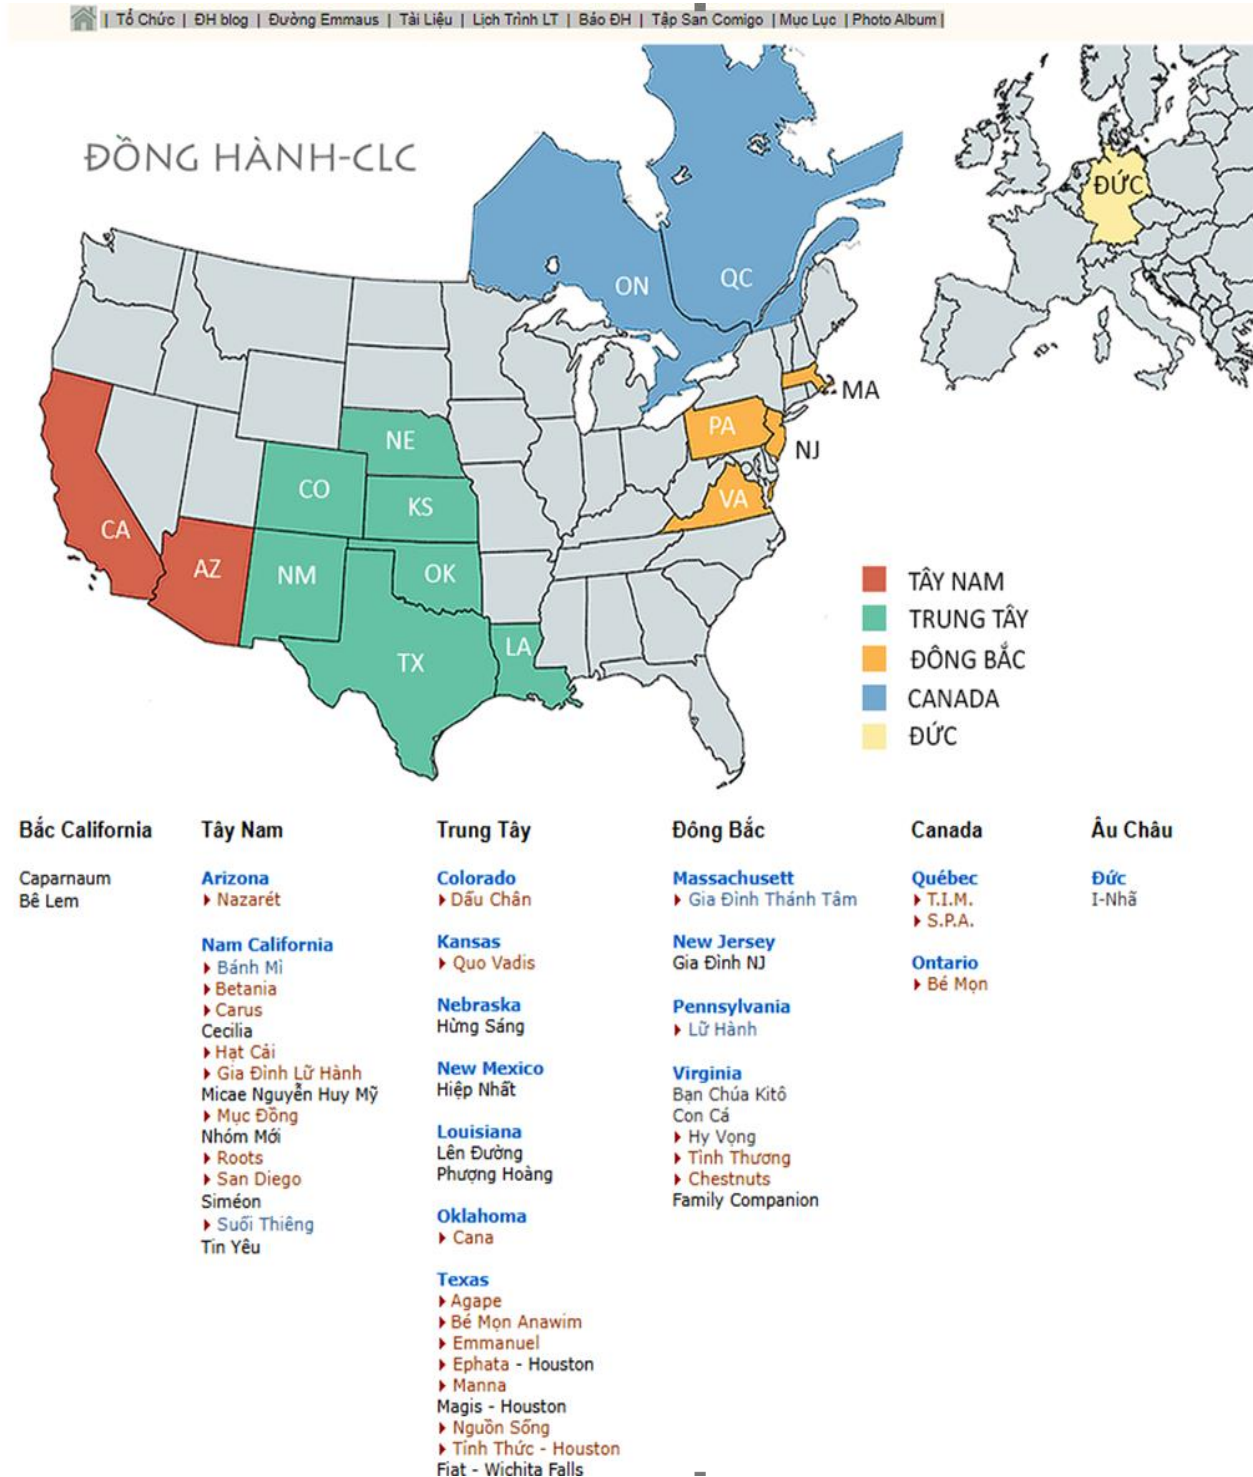 | Tổ Chức | ĐH blog | Đường Emmaus | Tài Liệu | Lịch Trình LT | Báo ĐH | Tập San Comigo | Mục Lục | Photo Album |
ĐỒNG HÀNH-CLC
ĐỨC
ON
QC
MA
PA
NJ
VA
NE
CO
KS
CA
AZ
NM
OK
TX
LA
TÂY NAM
TRUNG TÂY
ĐÔNG BẮC
CANADA
ĐỨC
Bắc California
Caparnaum
Bê Lem
Tây Nam
Arizona
Nazarét
Nam California
Bánh Mì
Betania
Carus
Cecilia
Hạt Cải
Gia Đình Lữ Hành
Micae Nguyễn Huy Mỹ
Mục Đồng
Nhóm Mới
Roots
San Diego
Siméon
Suối Thiêng
Tin Yêu
Trung Tây
Colorado
Dấu Chân
Kansas
Quo Vadis
Nebraska
Hừng Sáng
New Mexico
Hiệp Nhất
Louisiana
Lên Đường
Phượng Hoàng
Oklahoma
Cana
Texas
Agape
Bé Mọn Anawim
Emmanuel
Ephata - Houston
Manna
Magis - Houston
Nguồn Sống
Tỉnh Thức - Houston
Fiat - Wichita Falls
Đông Bắc
Massachusett
Gia Đình Thánh Tâm
New Jersey
Gia Đình NJ
Pennsylvania
Lữ Hành
Virginia
Bạn Chúa Kitô
Con Cá
Hy Vọng
Tình Thương
Chestnuts
Family Companion
Canada
Québec
T.I.M.
S.P.A.
Ontario
Bé Mọn
Âu Châu
Đức
I-Nhã